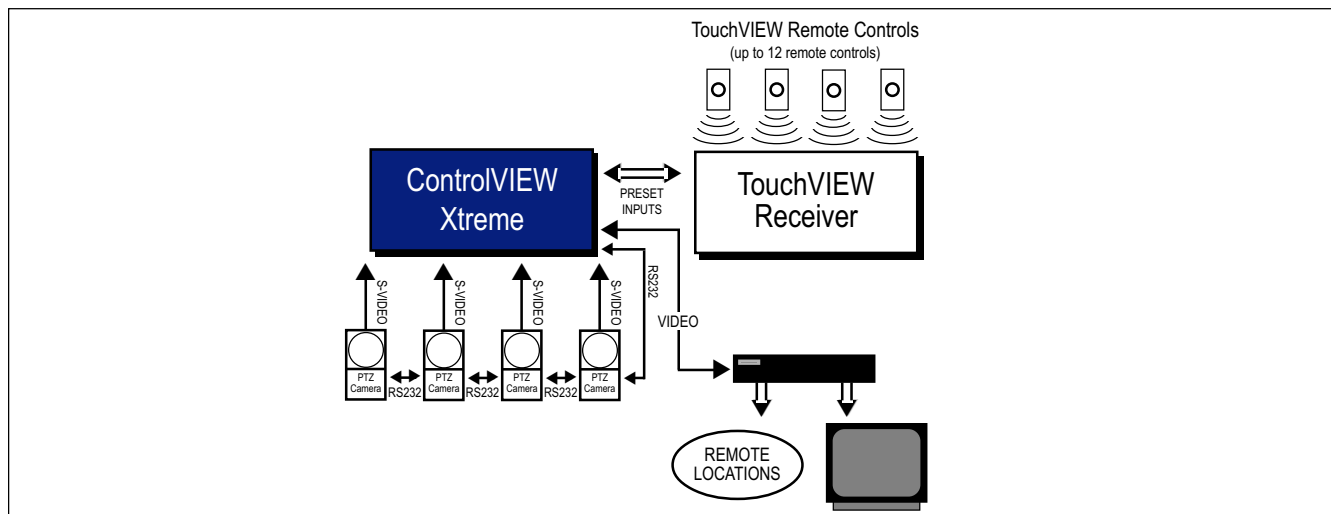 TouchVIEW Remote Controls
(up to 12 remote controls)
ControlVIEW
Xtreme
PRESET
INPUTS
TouchVIEW
Receiver
S-VIDEO
S-VIDEO
S-VIDEO
S-VIDEO
RS232
VIDEO
PTZ
Camera
RS232
PTZ
Camera
RS232
PTZ
Camera
RS232
PTZ
Camera
REMOTE
LOCATIONS